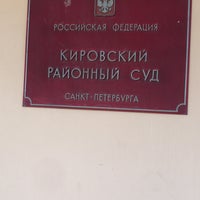 РОССИЙСКАЯ ФЕДЕРАЦИЯ
КИРОВСКИЙ
РАЙОННЫЙ СУД
САНКТ-ПЕТЕРБУРГА